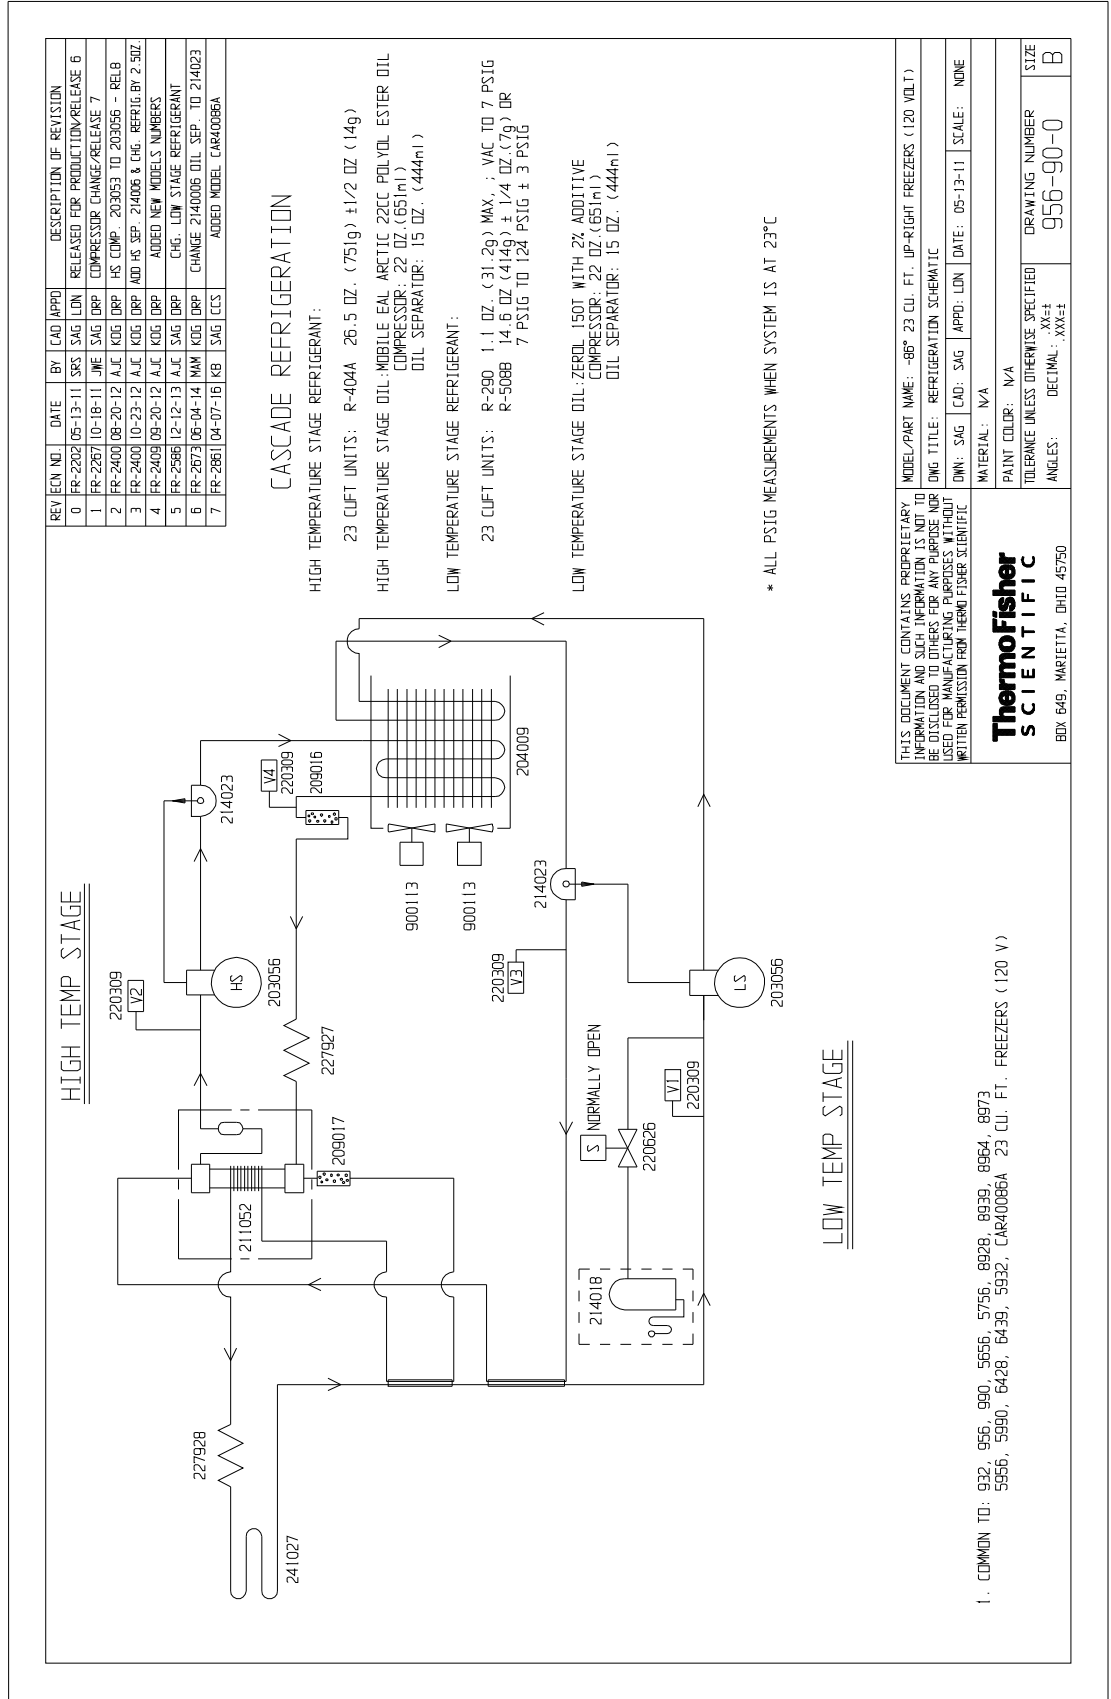 HIGH TEMP STAGE
220309
V2
HS
203056
214023
V4
220309
209016
227927
211052
209017
900113
900113
204009
214023
220309
V3
S NORMALLY OPEN
220626
V1
220309
LS
203056
214018
227928
241027
LOW TEMP STAGE
1. COMMON TO: 932, 956, 990, 5656, 5756, 8928, 8939, 8964, 8973
5956, 5990, 6428, 6439, 5932, CAR40086A 23 CU. FT. FREEZERS (120 V)
REV ECN NO. DATE BY CAD APPD DESCRIPTION OF REVISION
0 FR-2202 05-13-11 SRS SAG LDN RELEASED FOR PRODUCTION/RELEASE 6
1 FR-2267 10-18-11 JWE SAG DRP COMPRESSOR CHANGE/RELEASE 7
2 FR-2400 08-20-12 AJC KDG DRP HS COMP. 203053 TO 203056 - REL8
3 FR-2400 10-23-12 AJC KDG DRP ADD HS SEP. 214006 & CHG. REFRIG.BY 2.5OZ.
4 FR-2409 09-20-12 AJC KDG DRP ADDED NEW MODELS NUMBERS
5 FR-2586 12-12-13 AJC SAG DRP CHG. LOW STAGE REFRIGERANT
6 FR-2673 06-04-14 MAM KDG DRP CHANGE 2140006 OIL SEP. TO 214023
7 FR-2861 04-07-16 KB SAG CCS ADDED MODEL CAR40086A
CASCADE REFRIGERATION
HIGH TEMPERATURE STAGE REFRIGERANT:
23 CUFT UNITS: R-404A 26.5 OZ. (751g) ±1/2 OZ (14g)
HIGH TEMPERATURE STAGE OIL:MOBILE EAL ARCTIC 22CC POLYOL ESTER OIL
COMPRESSOR: 22 OZ.(651ml)
OIL SEPARATOR: 15 OZ. (444ml)
LOW TEMPERATURE STAGE REFRIGERANT:
23 CUFT UNITS: R-290 1.1 OZ. (31.2g) MAX, ; VAC TO 7 PSIG
R-508B 14.6 OZ (414g) ± 1/4 OZ.(7g) OR
7 PSIG TO 124 PSIG ± 3 PSIG
LOW TEMPERATURE STAGE OIL:ZEROL 150T WITH 2% ADDITIVE
COMPRESSOR: 22 OZ.(651ml)
OIL SEPARATOR: 15 OZ. (444ml)
* ALL PSIG MEASUREMENTS WHEN SYSTEM IS AT 23°C
THIS DOCUMENT CONTAINS PROPRIETARY
INFORMATION AND SUCH INFORMATION IS NOT TO
BE DISCLOSED TO OTHERS FOR ANY PURPOSE NOR
USED FOR MANUFACTURING PURPOSES WITHOUT
WRITTEN PERMISSION FROM THERMO FISHER SCIENTIFIC
ThermoFisher
SCIENTIFIC
BOX 649, MARIETTA, OHIO 45750
MODEL/PART NAME: -86° 23 CU. FT. UP-RIGHT FREEZERS (120 VOLT)
DWG TITLE: REFRIGERATION SCHEMATIC
DWN: SAG CAD: SAG APPD: LDN DATE: 05-13-11 SCALE: NONE
MATERIAL: N/A
PAINT COLOR: N/A
TOLERANCE UNLESS OTHERWISE SPECIFIED
ANGLES: DECIMAL: .XX=±
.XXX=±
DRAWING NUMBER
956-90-0
SIZE
B